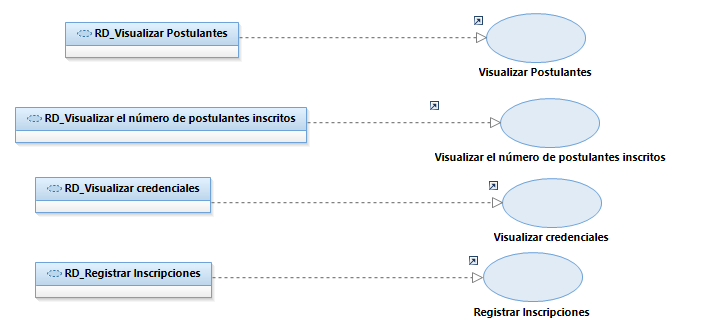 RD_Visualizar Postulantes
Visualizar Postulantes
RD_Visualizar el número de postulantes inscritos
Visualizar el número de postulantes inscritos
RD_Visualizar credenciales
Visualizar credenciales
RD_Registrar Inscripciones
Registrar Inscripciones